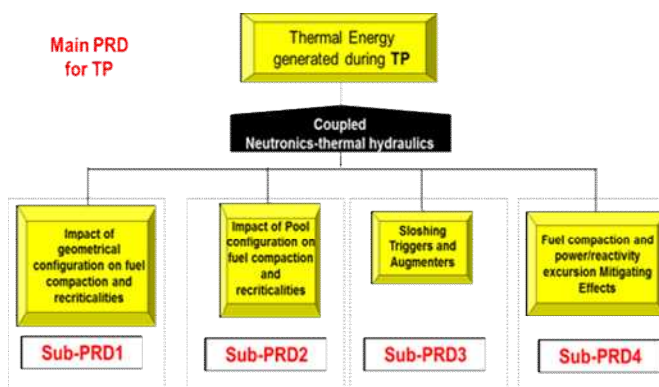 Main PRD
for TP
Thermal Energy
generated during TP
Coupled
Neutronics-thermal hydraulics
Impact of
geometrical
configuration on fuel
compaction and
recriticalities
Impact of Pool
configuration on
fuel compaction
and
recriticalities
Sloshing
Triggers and
Augmenters
Fuel compaction and
power/reactivity
excursion Mitigating
Effects
Sub-PRD1
Sub-PRD2
Sub-PRD3
Sub-PRD4